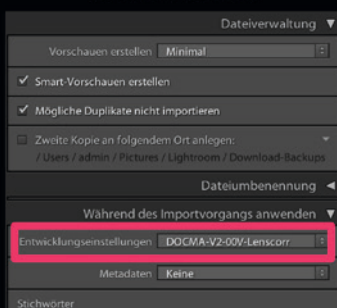 Dateiverwaltung
Vorschauen erstellen Minimal
Smart-Vorschauen erstellen
Mögliche Duplikate nicht importieren
Zweite Kopie an folgendem Ort anlegen:
/ Users / admin / Pictures / Lightroom / Download-Backups
Dateiumbenennung
Während des Importvorgangs anwenden
Entwicklungseinstellungen DOCMA-V2-00V-Lenscorr
Metadaten Keine
Stichwörter